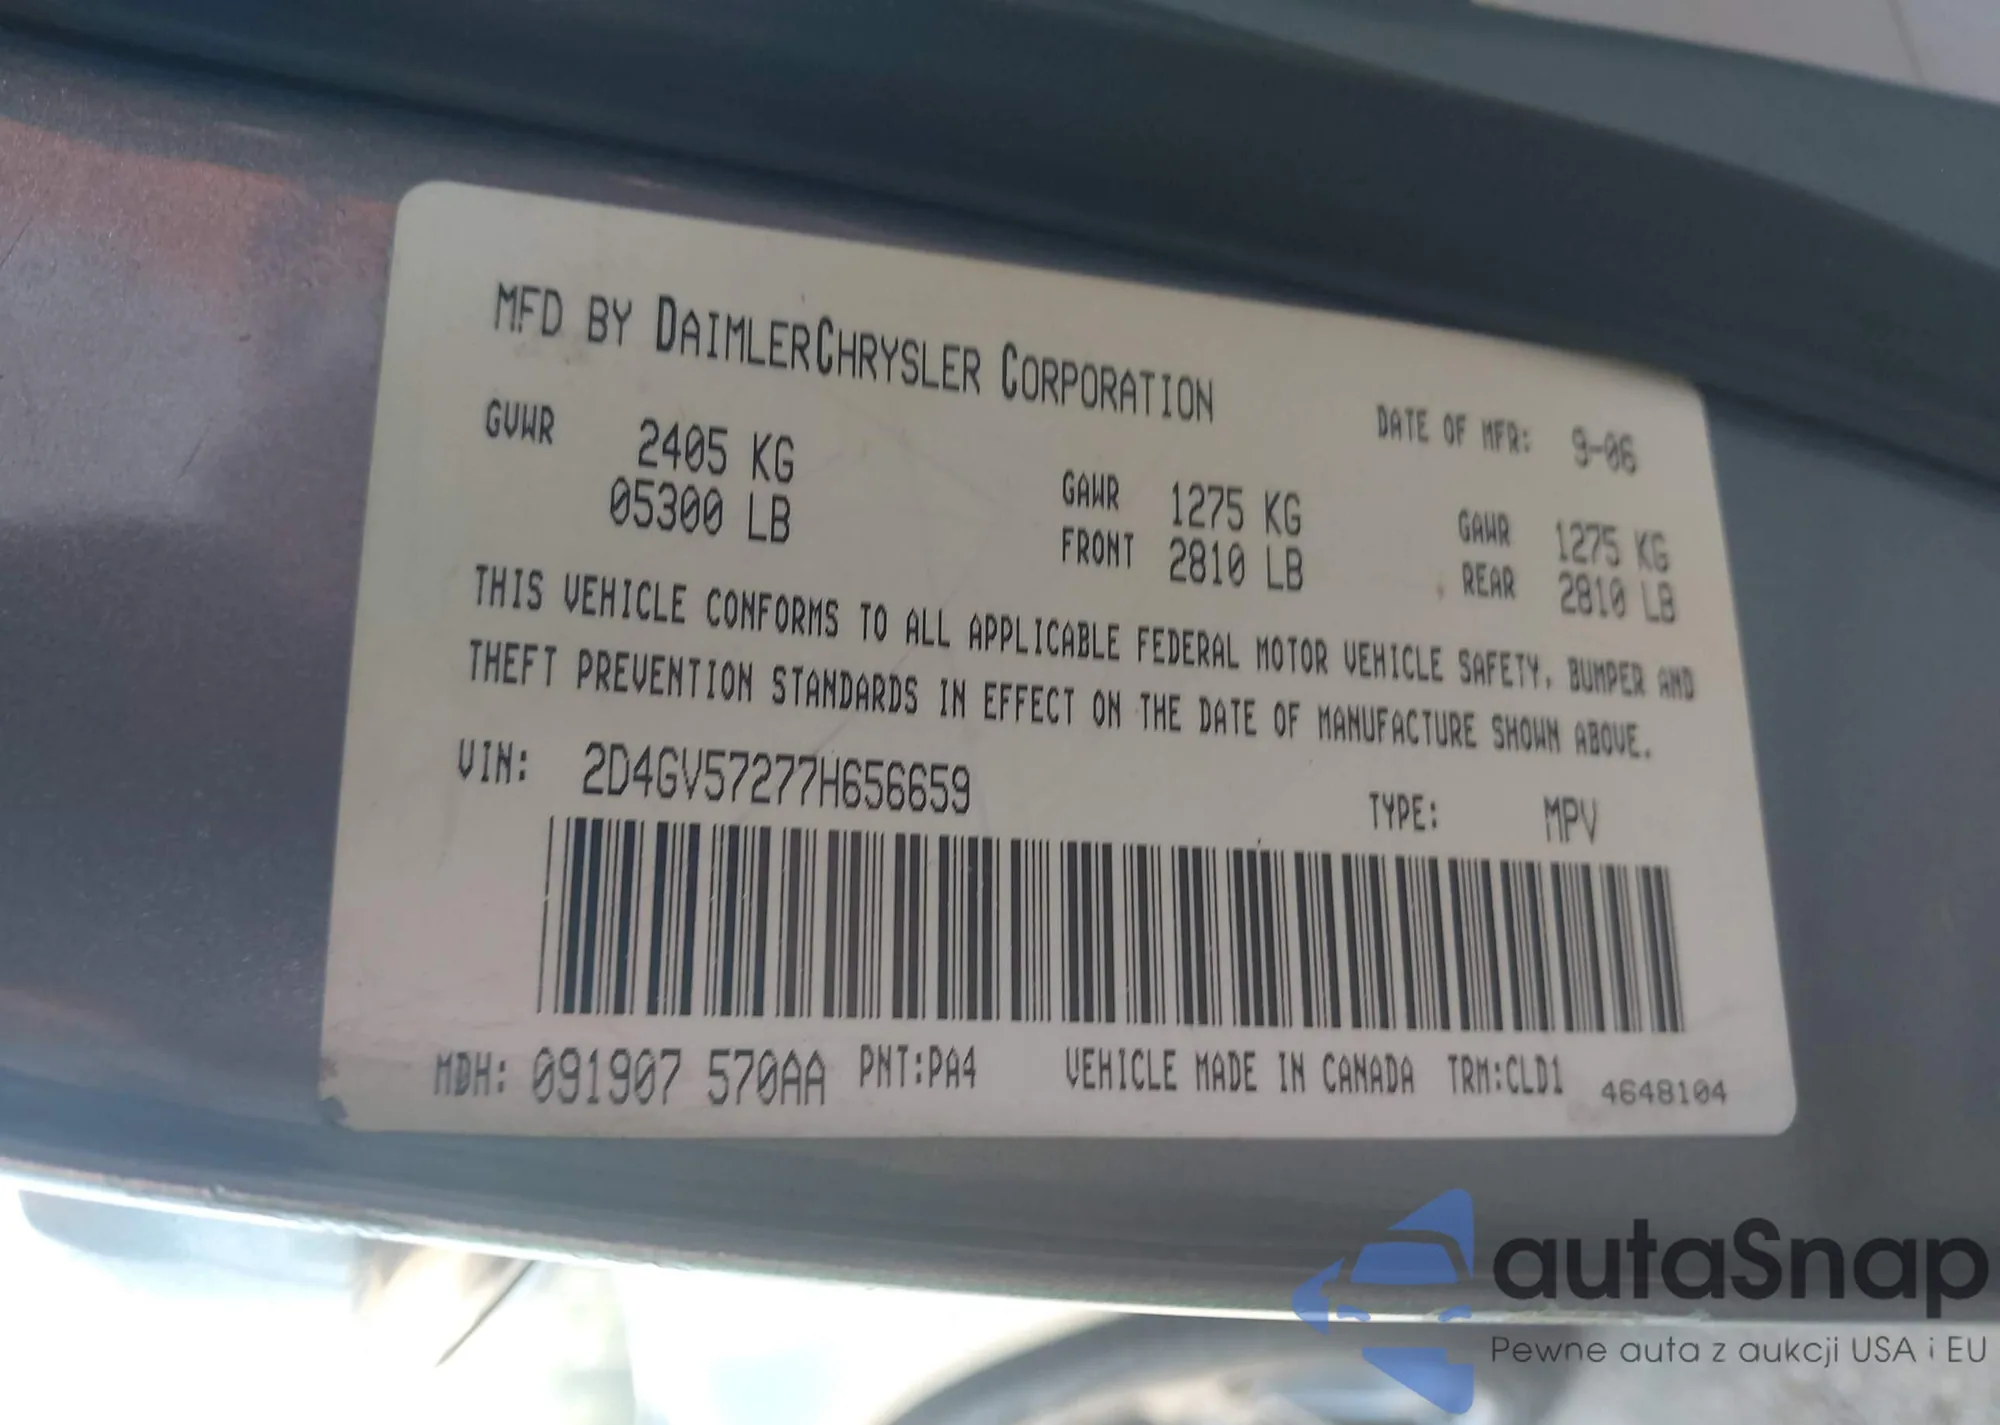 MFD BY DAIMLERCHRYSLER CORPORATION
DATE OF MFR: 9-06
GVWR 2405 KG
05300 LB
GAWR FRONT 1275 KG
2810 LB
GAWR REAR 1275 KG
2810 LB
THIS VEHICLE CONFORMS TO ALL APPLICABLE FEDERAL MOTOR VEHICLE SAFETY, BUMPER AND
THEFT PREVENTION STANDARDS IN EFFECT ON THE DATE OF MANUFACTURE SHOWN ABOVE.
VIN: 2D4GV57277H656659
TYPE: MPV
MDH: 091907 570AA PNT:PA4 VEHICLE MADE IN CANADA TRM:CLD1 4648104
autaSnap
Pewne auta z aukcji USA i EU